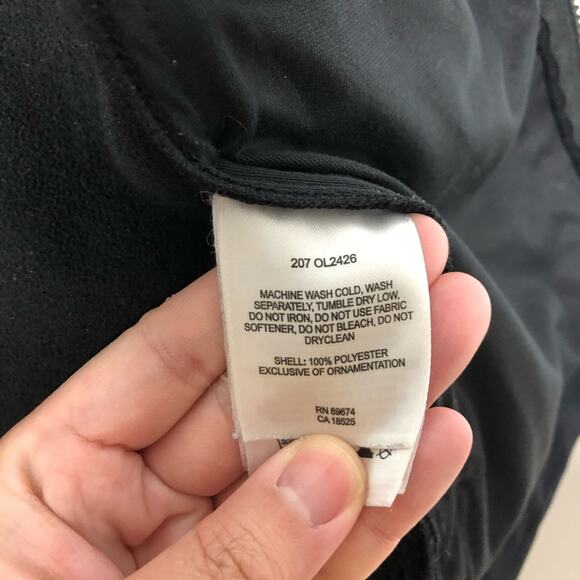 207 OL2426
MACHINE WASH COLD, WASH
SEPARATELY, TUMBLE DRY LOW,
DO NOT IRON, DO NOT USE FABRIC
SOFTENER, DO NOT BLEACH, DO NOT
DRYCLEAN
SHELL: 100% POLYESTER
EXCLUSIVE OF ORNAMENTATION
RN 89674
CA 18525